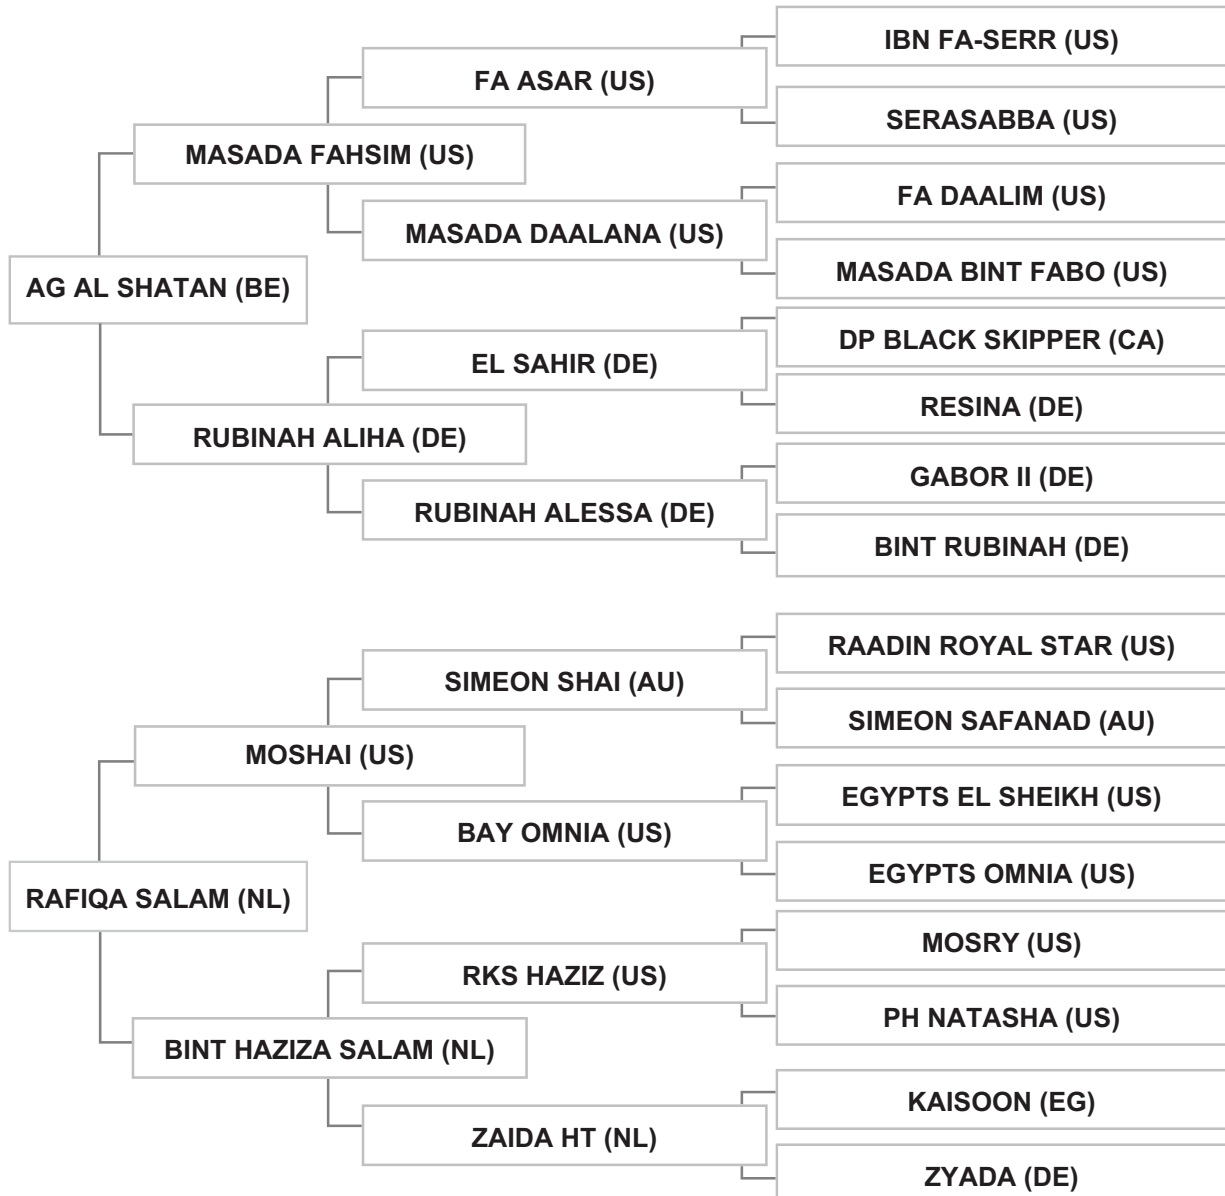 IBN FA-SERR (US)
FA ASAR (US)
SERASABBA (US)
MASADA FAHSIM (US)
FA DAALIM (US)
MASADA DAALANA (US)
MASADA BINT FABO (US)
AG AL SHATAN (BE)
DP BLACK SKIPPER (CA)
EL SAHIR (DE)
RESINA (DE)
RUBINAH ALIHA (DE)
GABOR II (DE)
RUBINAH ALESSA (DE)
BINT RUBINAH (DE)
RAADIN ROYAL STAR (US)
SIMEON SHAI (AU)
SIMEON SAFANAD (AU)
MOSHAI (US)
EGYPTS EL SHEIKH (US)
BAY OMNIA (US)
EGYPTS OMNIA (US)
RAFIQA SALAM (NL)
MOSRY (US)
RKS HAZIZ (US)
PH NATASHA (US)
BINT HAZIZA SALAM (NL)
KAISOON (EG)
ZAIDA HT (NL)
ZYADA (DE)